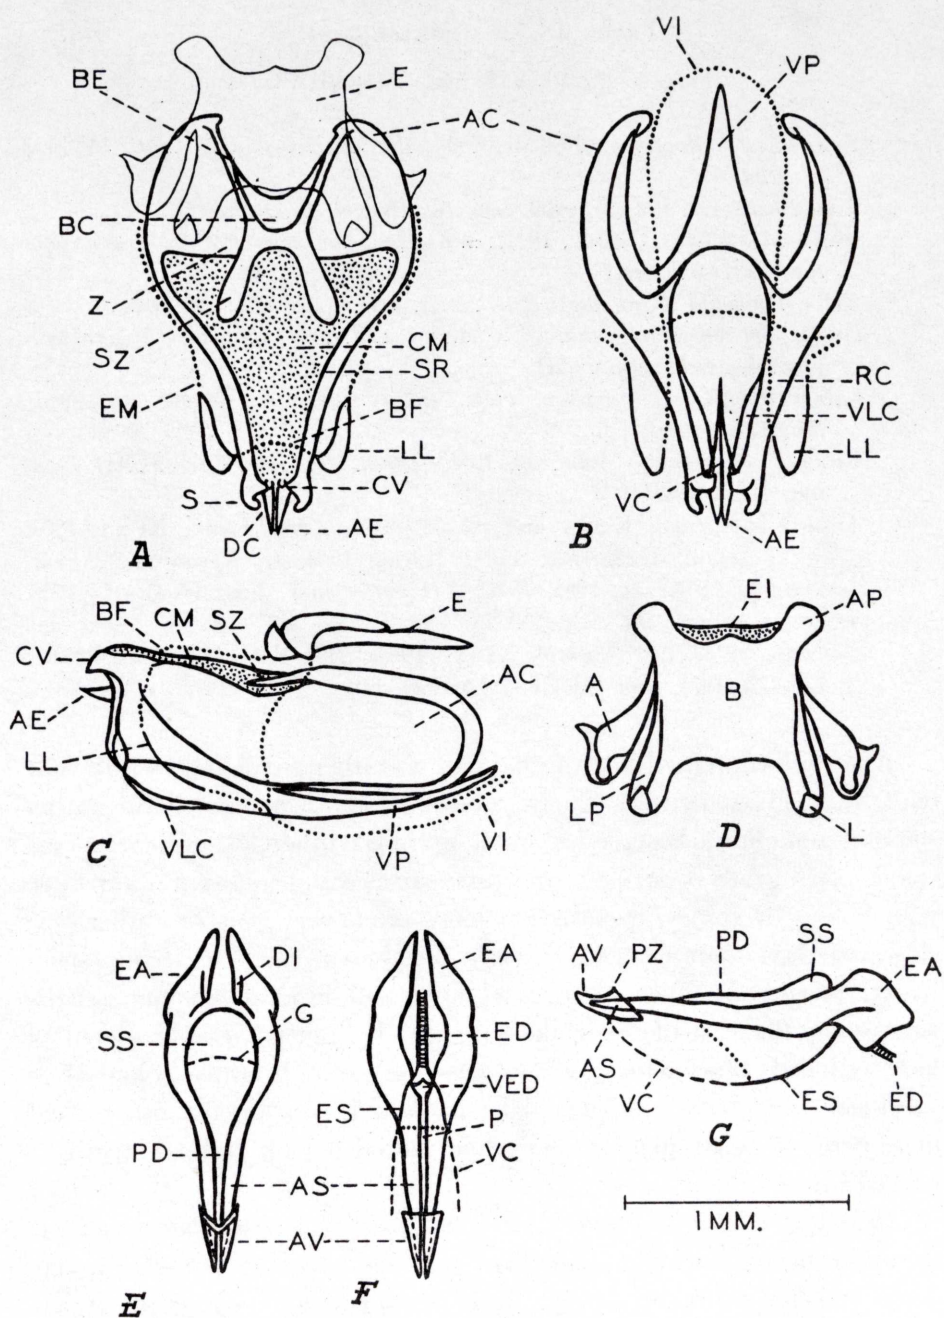 BE
E
AC
BC
Z
SZ
CM
SR
EM
BF
LL
S
CV
DC
AE
A
VI
VP
RC
VLC
LL
VC
AE
B
BF
CM
SZ
E
CV
AC
AE
LL
VLC
VP
VI
C
EI
AP
A
B
LP
L
D
EA
DI
G
SS
PD
AS
AV
E
EA
ED
VED
ES
P
VC
F
AV
PZ
PD
SS
EA
AS
VC
ES
ED
G
1MM.